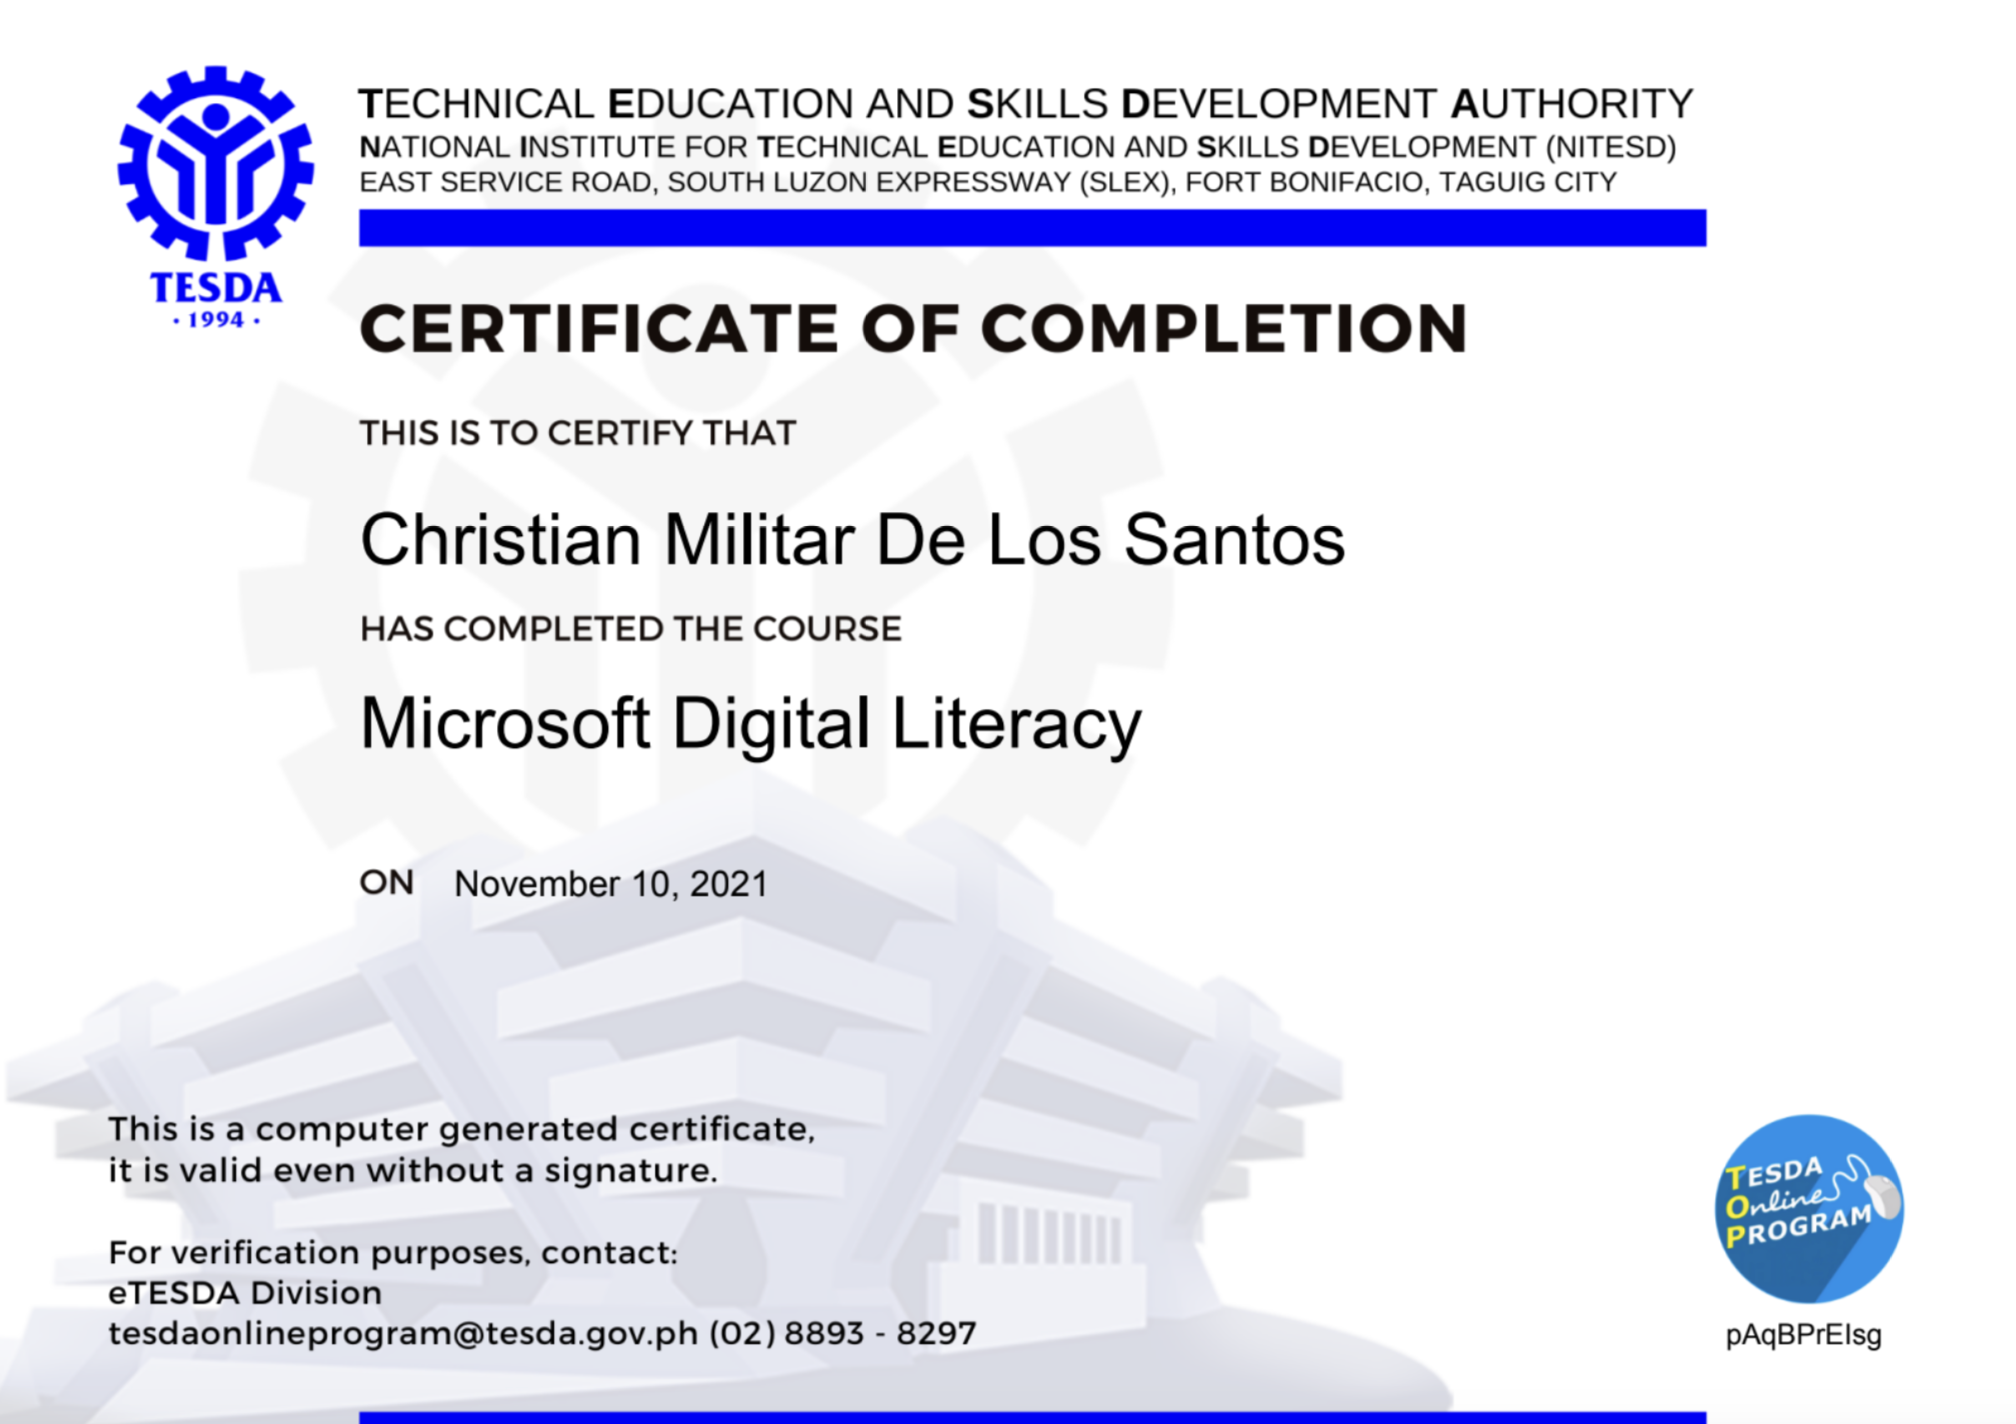 TESDA
· 1994 ·
TECHNICAL EDUCATION AND SKILLS DEVELOPMENT AUTHORITY
NATIONAL INSTITUTE FOR TECHNICAL EDUCATION AND SKILLS DEVELOPMENT (NITESD)
EAST SERVICE ROAD, SOUTH LUZON EXPRESSWAY (SLEX), FORT BONIFACIO, TAGUIG CITY
CERTIFICATE OF COMPLETION
THIS IS TO CERTIFY THAT
Christian Militar De Los Santos
HAS COMPLETED THE COURSE
Microsoft Digital Literacy
ON November 10, 2021
This is a computer generated certificate,
it is valid even without a signature.
For verification purposes, contact:
eTESDA Division
tesdaonlineprogram@tesda.gov.ph (02) 8893 - 8297
TESDA
Online
PROGRAM
pAqBPrEIsg